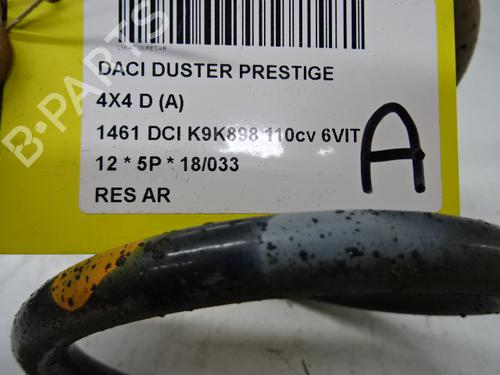 DACI DUSTER PRESTIGE
4X4 D (A)
1461 DCI K9K898 110cv 6VIT
12 * 5P * 18/033
RES AR
A
B-PARTS